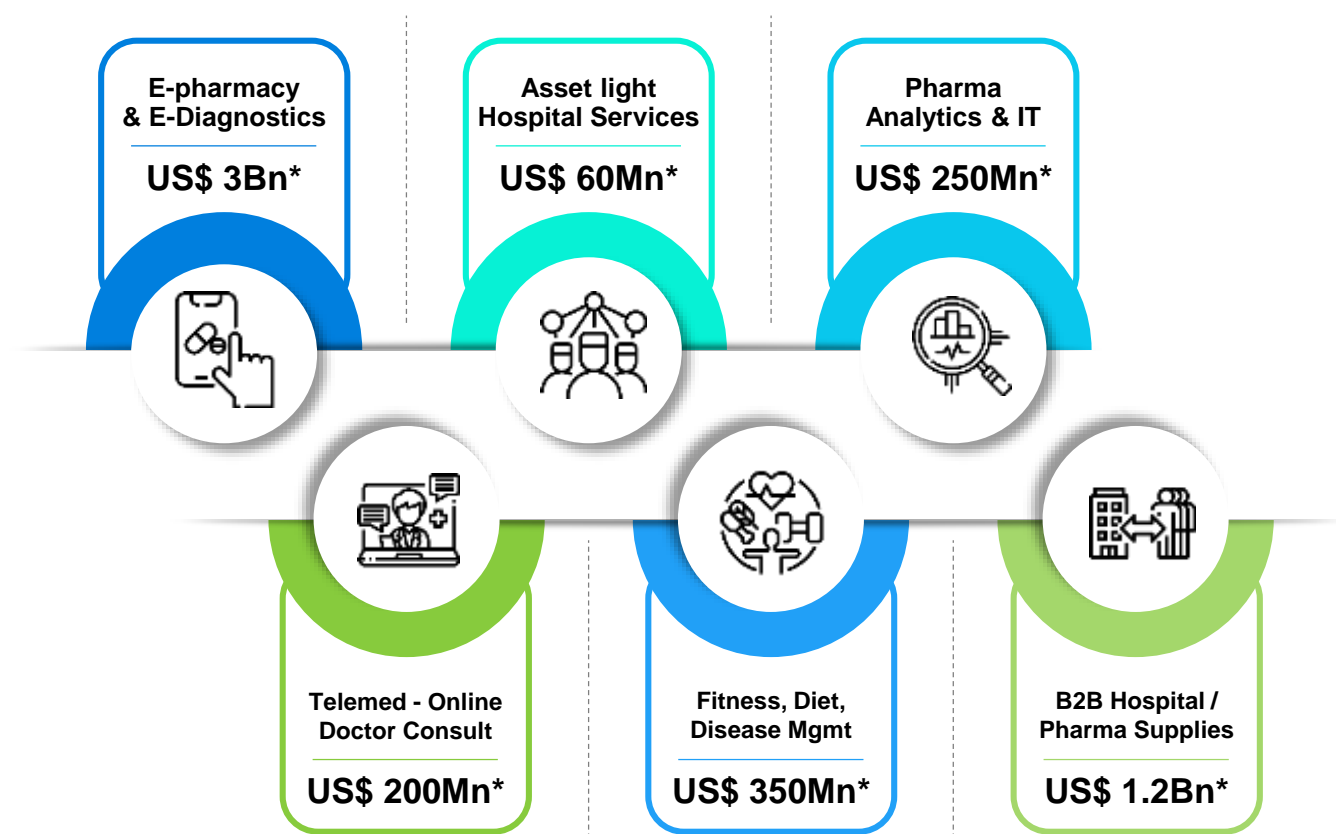 E-pharmacy
& E-Diagnostics
US$ 3Bn*
Asset light
Hospital Services
US$ 60Mn*
Pharma
Analytics & IT
US$ 250Mn*
Telemed - Online
Doctor Consult
US$ 200Mn*
Fitness, Diet,
Disease Mgmt
US$ 350Mn*
B2B Hospital /
Pharma Supplies
US$ 1.2Bn*